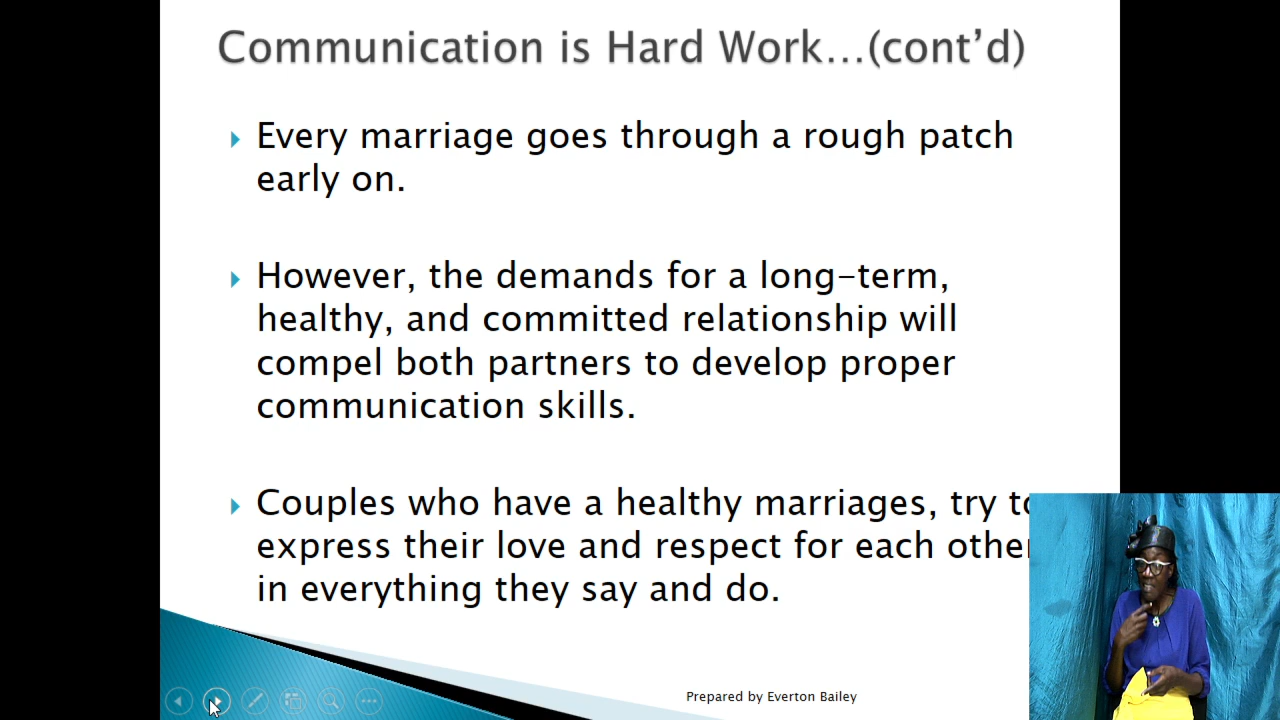 Communication is Hard Work...(cont'd)
Every marriage goes through a rough patch
early on.
However, the demands for a long-term,
healthy, and committed relationship will
compel both partners to develop proper
communication skills.
Couples who have a healthy marriages, try to
express their love and respect for each other
in everything they say and do.
Prepared by Everton Bailey